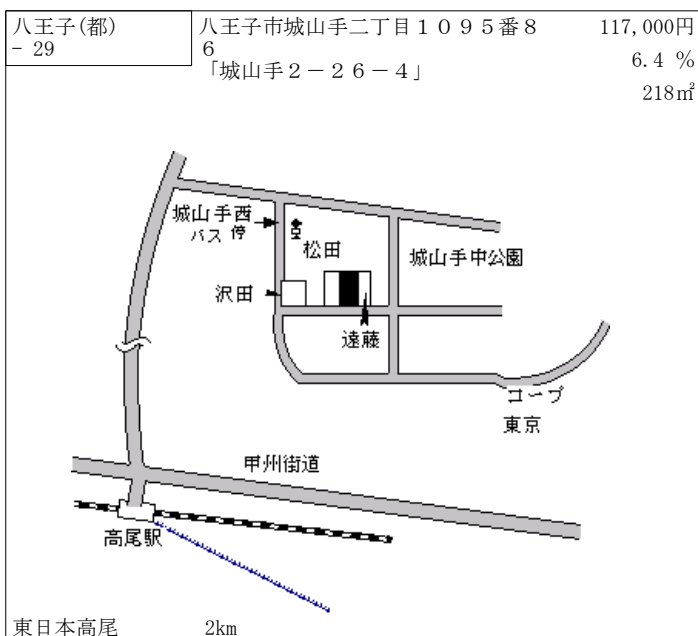 八王子(都)
- 29
八王子市城山手二丁目１０９５番８
６
「城山手２－２６－４」
117,000円
6.4 %
218㎡
城山手西
バス停
松田
城山手中公園
沢田
遠藤
コープ
東京
甲州街道
高尾駅
東日本高尾
2km